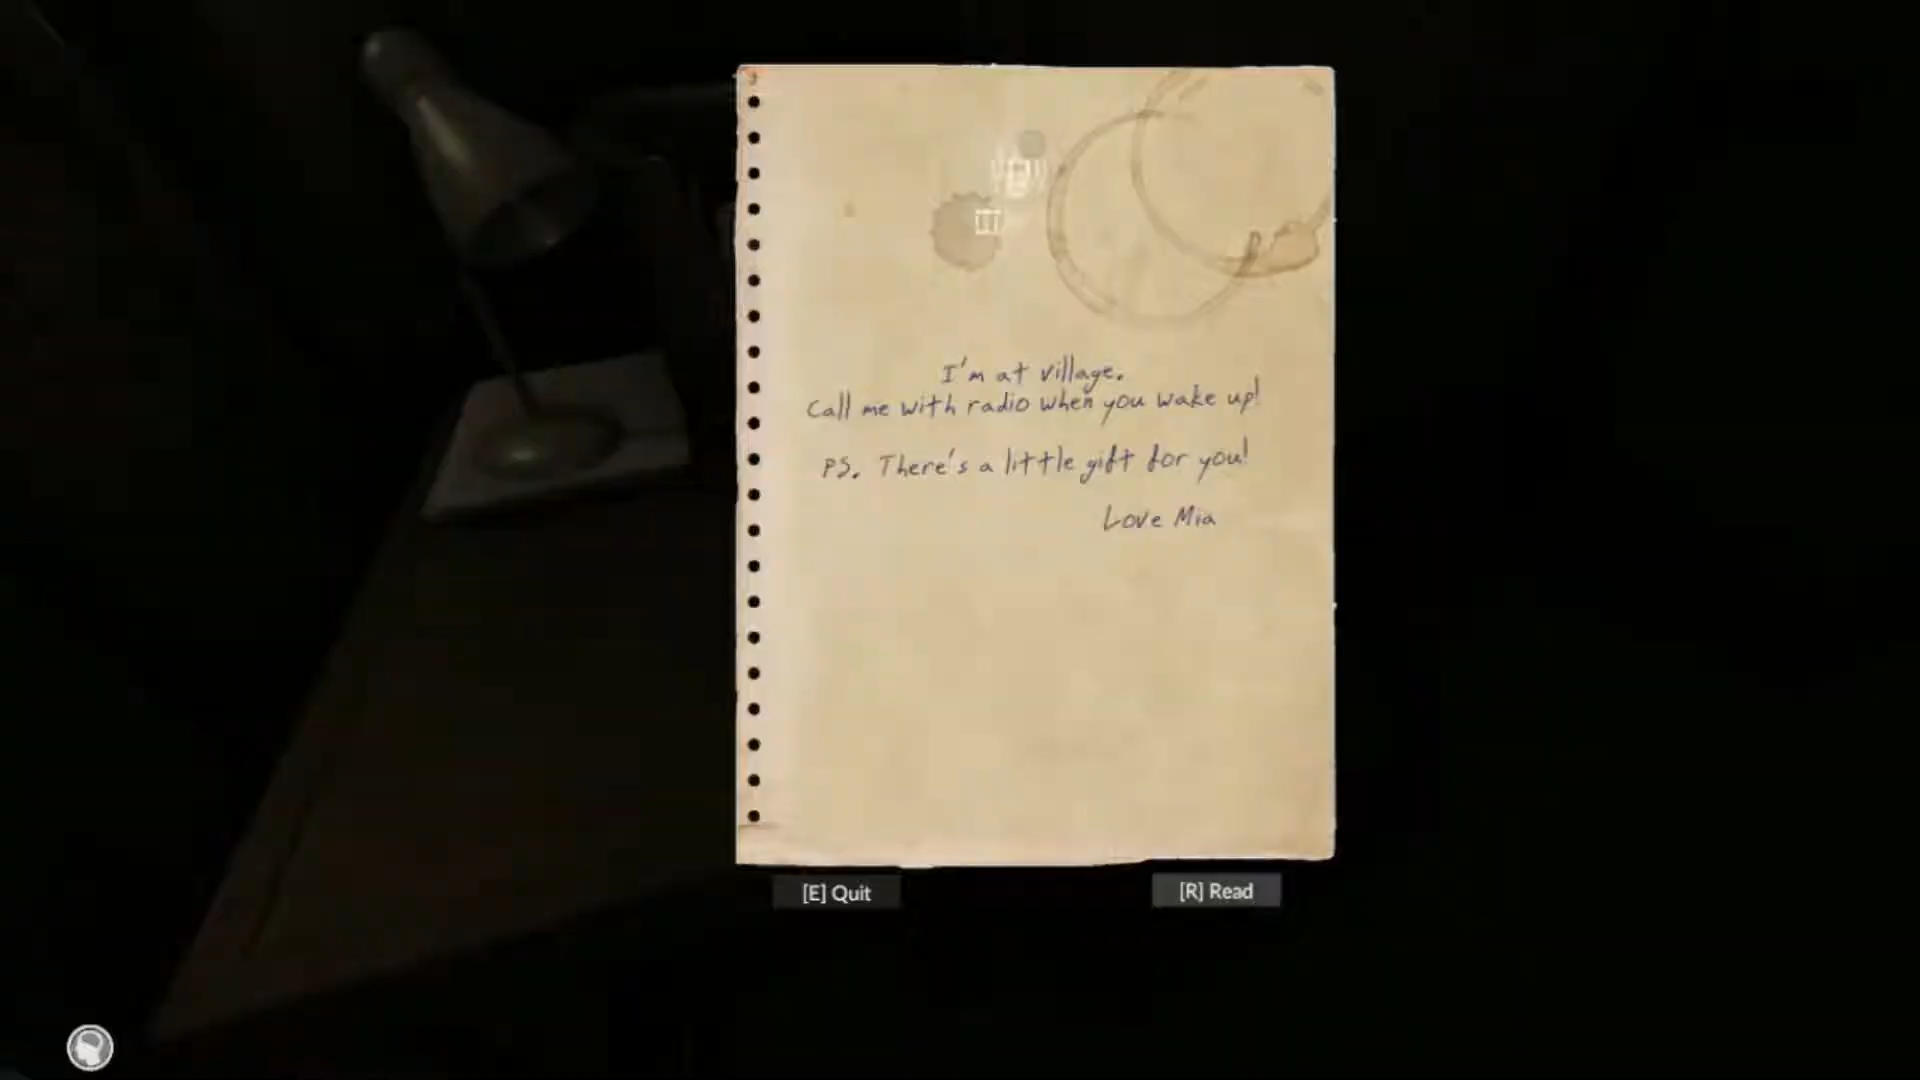 I'm at village.
Call me with radio when you wake up!
PS. There's a little gift for you!
Love Mia
[E] Quit
[R] Read